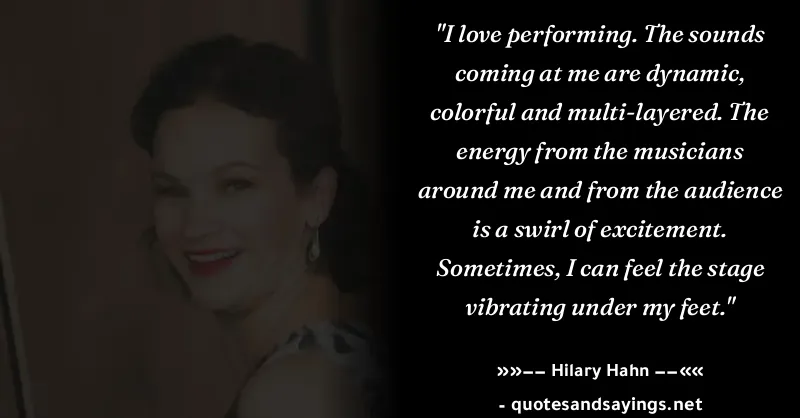 "I love performing. The sounds
coming at me are dynamic,
colorful and multi-layered. The
energy from the musicians
around me and from the audience
is a swirl of excitement.
Sometimes, I can feel the stage
vibrating under my feet."
»»–– Hilary Hahn ––««
- quotesandsayings.net